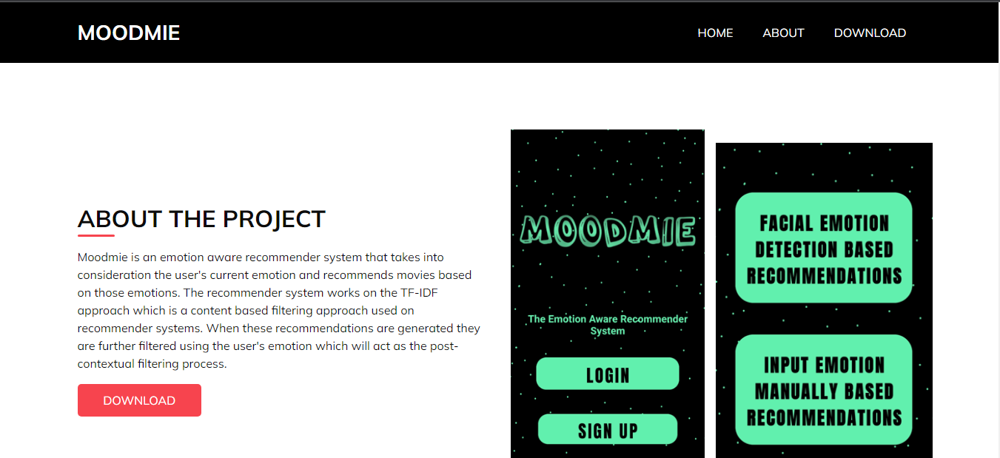 MOODMIE
HOME ABOUT DOWNLOAD
ABOUT THE PROJECT
Moodmie is an emotion aware recommender system that takes into
consideration the user's current emotion and recommends movies based
on those emotions. The recommender system works on the TF-IDF
approach which is a content based filtering approach used on
recommender systems. When these recommendations are generated they
are further filtered using the user's emotion which will act as the post-
contextual filtering process.
DOWNLOAD
MOODMIE
The Emotion Aware Recommender
System
LOGIN
SIGN UP
FACIAL EMOTION
DETECTION BASED
RECOMMENDATIONS
INPUT EMOTION
MANUALLY BASED
RECOMMENDATIONS